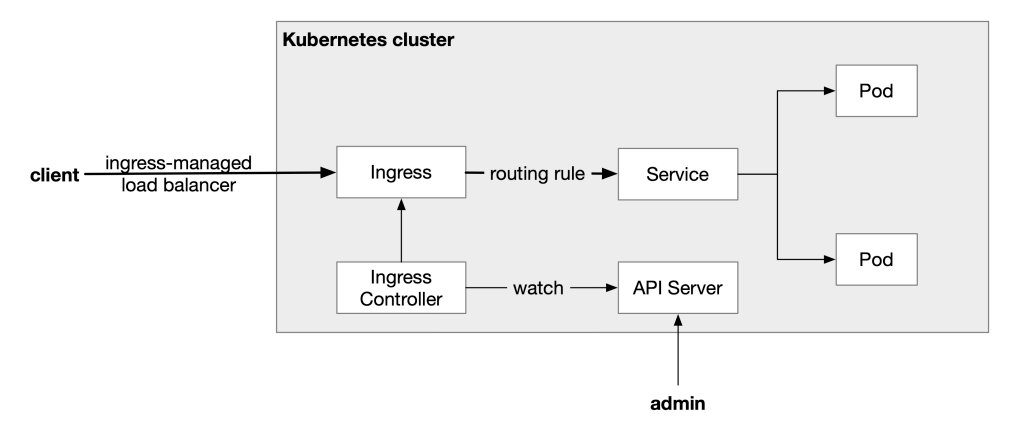 Kubernetes cluster
Pod
client
ingress-managed
load balancer
Ingress
routing rule
Service
Pod
Ingress
Controller
watch
API Server
admin